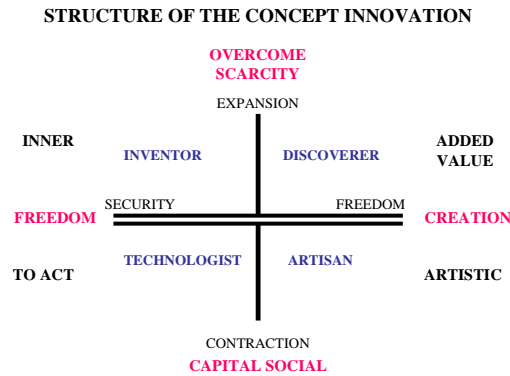 STRUCTURE OF THE CONCEPT INNOVATION
OVERCOME
SCARCITY
EXPANSION
INNER
INVENTOR
DISCOVERER
ADDED
VALUE
SECURITY
FREEDOM
FREEDOM
CREATION
TO ACT
TECHNOLOGIST
ARTISAN
ARTISTIC
CONTRACTION
CAPITAL SOCIAL